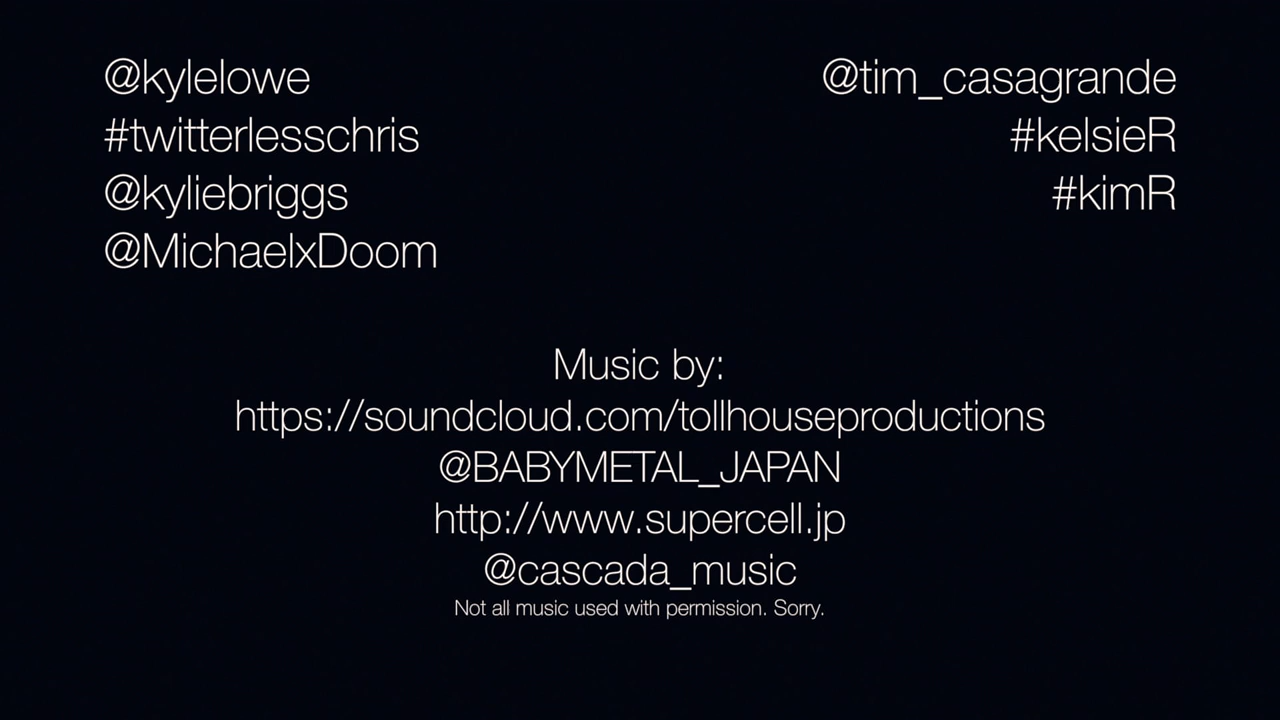 @kylelowe
#twitterlesschris
@kyliebriggs
@MichaelxDoom
@tim_casagrande
#kelsieR
#kimR
Music by:
https://soundcloud.com/tollhouseproductions
@BABYMETAL_JAPAN
http://www.supercell.jp
@cascada_music
Not all music used with permission. Sorry.